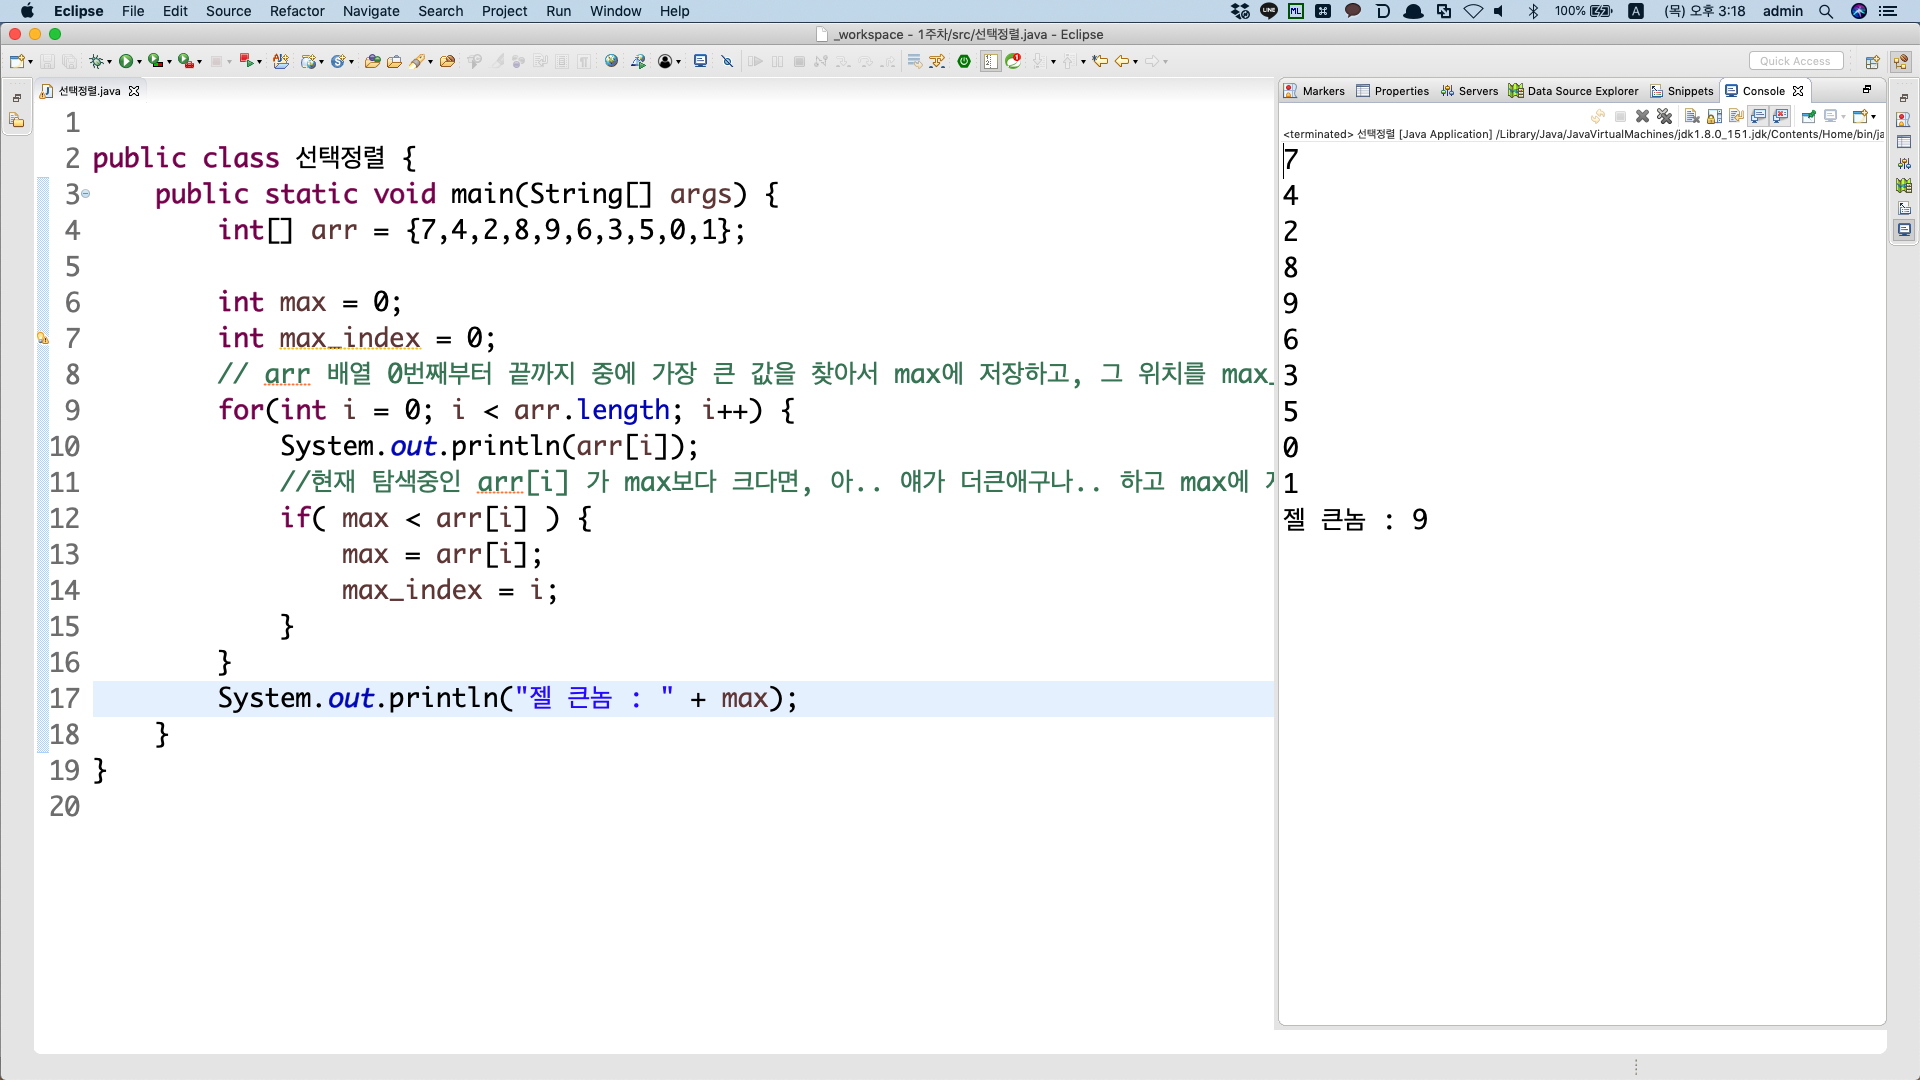 Eclipse File Edit Source Refactor Navigate Search Project Run Window Help 100% (목) 오후 3:18 admin
_workspace - 1주차/src/선택정렬.java - Eclipse
Quick Access
선택정렬.java
1
2 public class 선택정렬 {
3 public static void main(String[] args) {
4 int[] arr = {7,4,2,8,9,6,3,5,0,1};
5
6 int max = 0;
7 int max_index = 0;
8 // arr 배열 0번째부터 끝까지 중에 가장 큰 값을 찾아서 max에 저장하고, 그 위치를 max_
9 for(int i = 0; i < arr.length; i++) {
10 System.out.println(arr[i]);
11 //현재 탐색중인 arr[i] 가 max보다 크다면, 아.. 얘가 더큰애구나.. 하고 max에
12 if( max < arr[i] ) {
13 max = arr[i];
14 max_index = i;
15 }
16 }
17 System.out.println("젤 큰놈 : " + max);
18 }
19 }
20
Markers Properties Servers Data Source Explorer Snippets Console
<terminated> 선택정렬 [Java Application] /Library/Java/JavaVirtualMachines/jdk1.8.0_151.jdk/Contents/Home/bin/ja
7
4
2
8
9
6
3
5
0
1
젤 큰놈 : 9